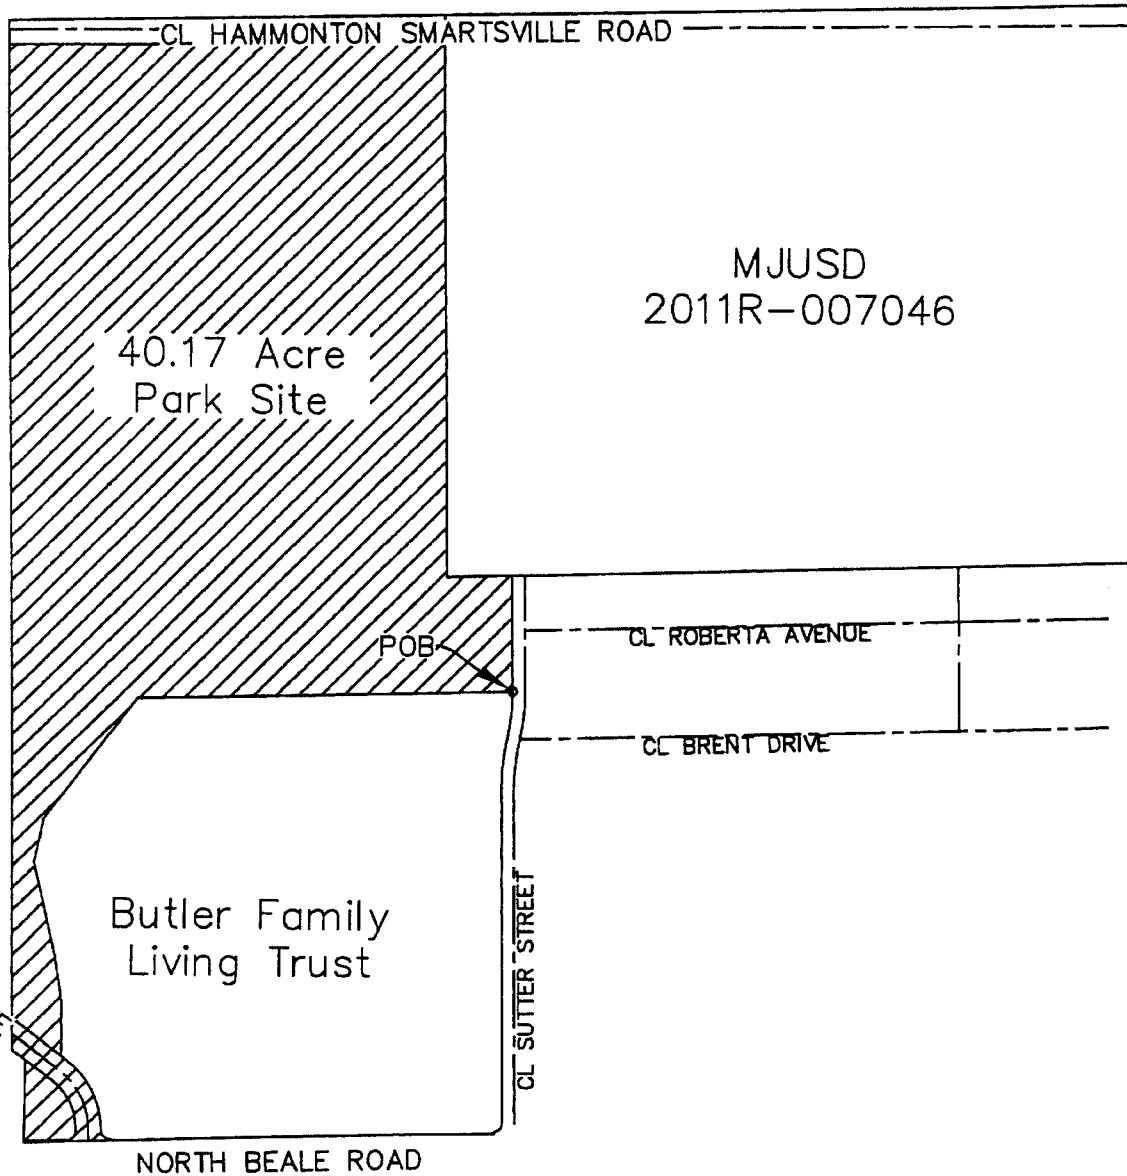 CL HAMMONTON SMARTSVILLE ROAD
MJUSD
2011R-007046
40.17 Acre
Park Site
POB
CL ROBERTA AVENUE
CL BRENT DRIVE
Butler Family
Living Trust
CL SUTTER STREET
NORTH BEALE ROAD